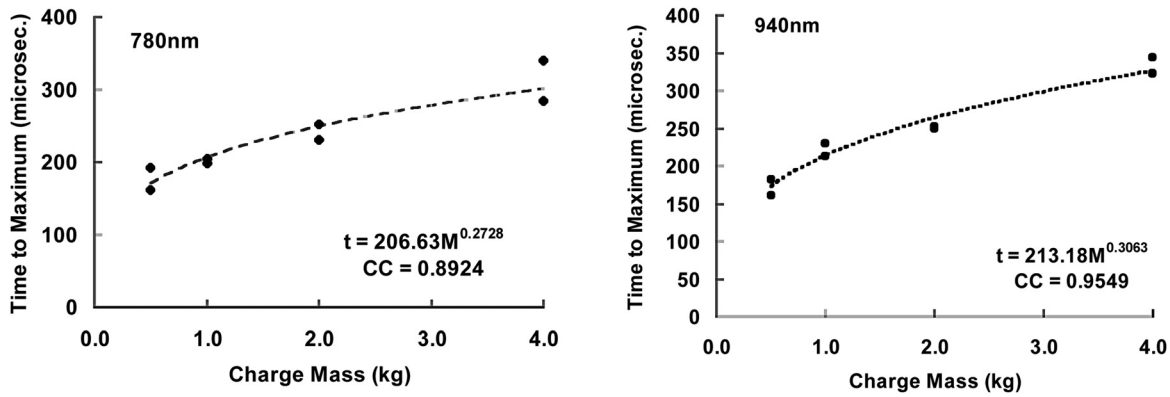 780nm
Time to Maximum (microsec.)
400
300
200
100
0
0.0 1.0 2.0 3.0 4.0
Charge Mass (kg)
t = 206.63M^0.2728
CC = 0.8924
940nm
Time to Maximum (microsec.)
400
350
300
250
200
150
100
50
0
0.0 1.0 2.0 3.0 4.0
Charge Mass (kg)
t = 213.18M^0.3063
CC = 0.9549